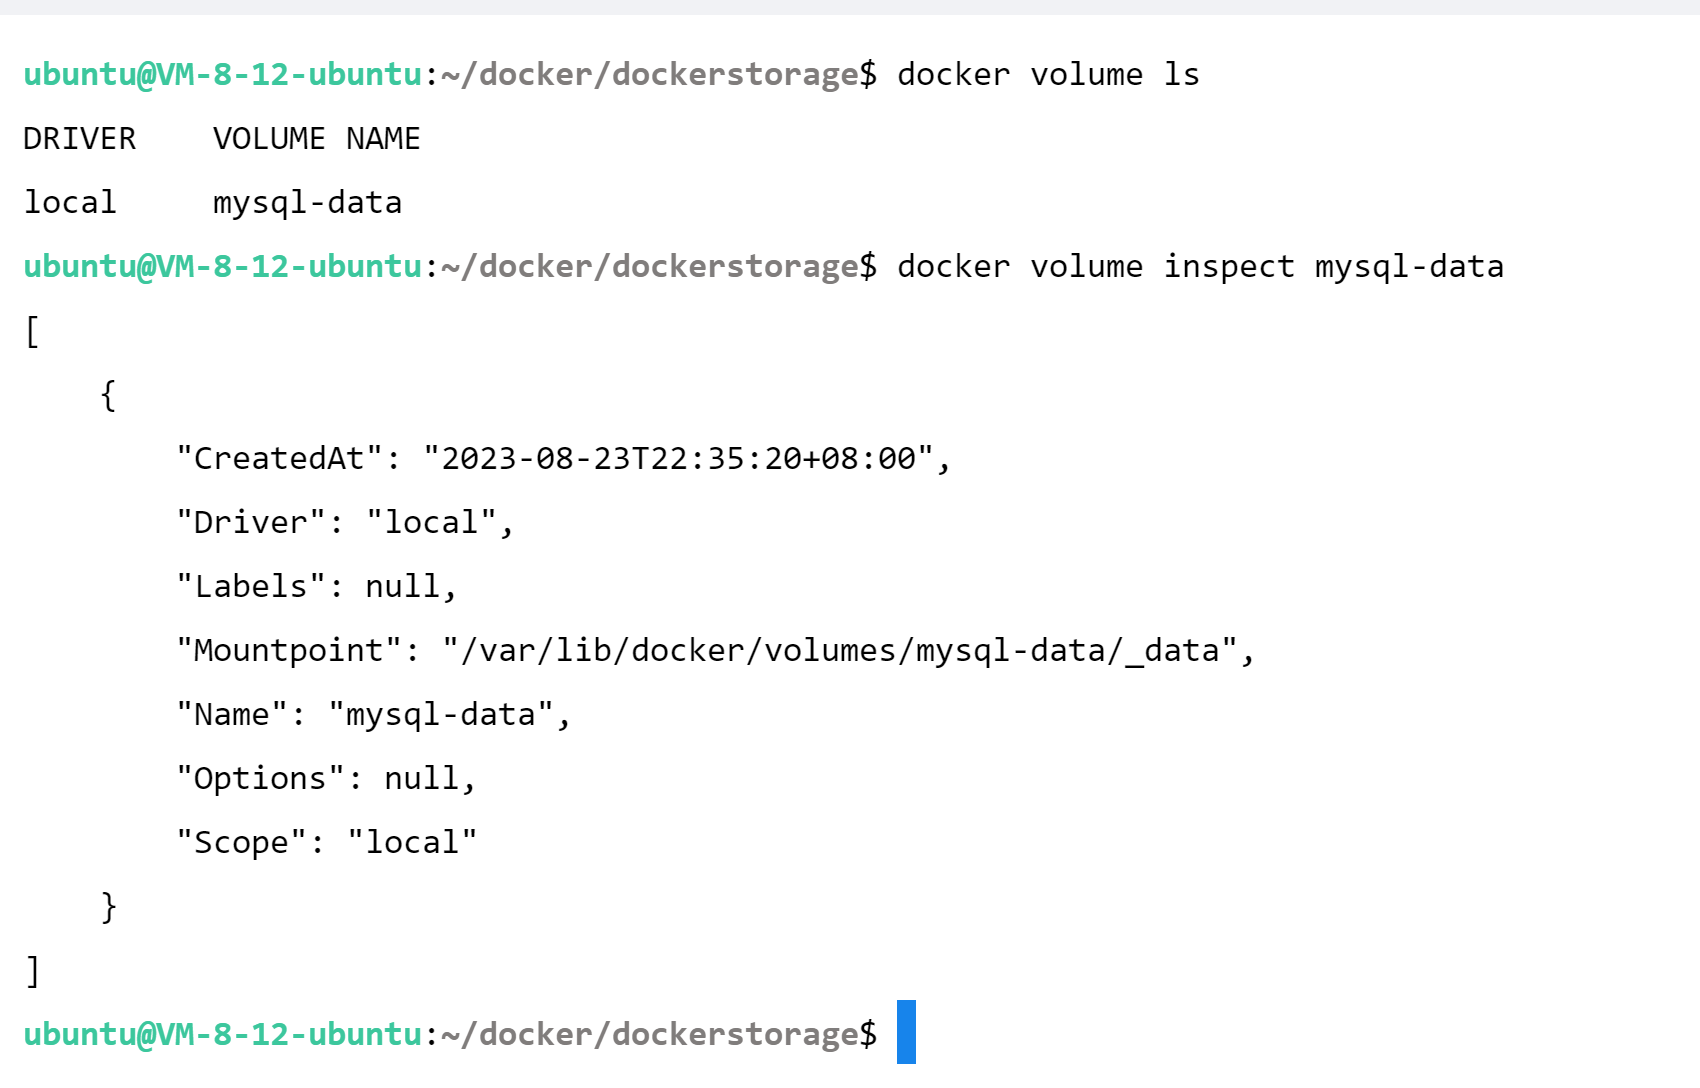 ubuntu@VM-8-12-ubuntu:~/docker/dockerstorage$ docker volume ls
DRIVER    VOLUME NAME
local     mysql-data
ubuntu@VM-8-12-ubuntu:~/docker/dockerstorage$ docker volume inspect mysql-data
[
    {
        "CreatedAt": "2023-08-23T22:35:20+08:00",
        "Driver": "local",
        "Labels": null,
        "Mountpoint": "/var/lib/docker/volumes/mysql-data/_data",
        "Name": "mysql-data",
        "Options": null,
        "Scope": "local"
    }
]
ubuntu@VM-8-12-ubuntu:~/docker/dockerstorage$